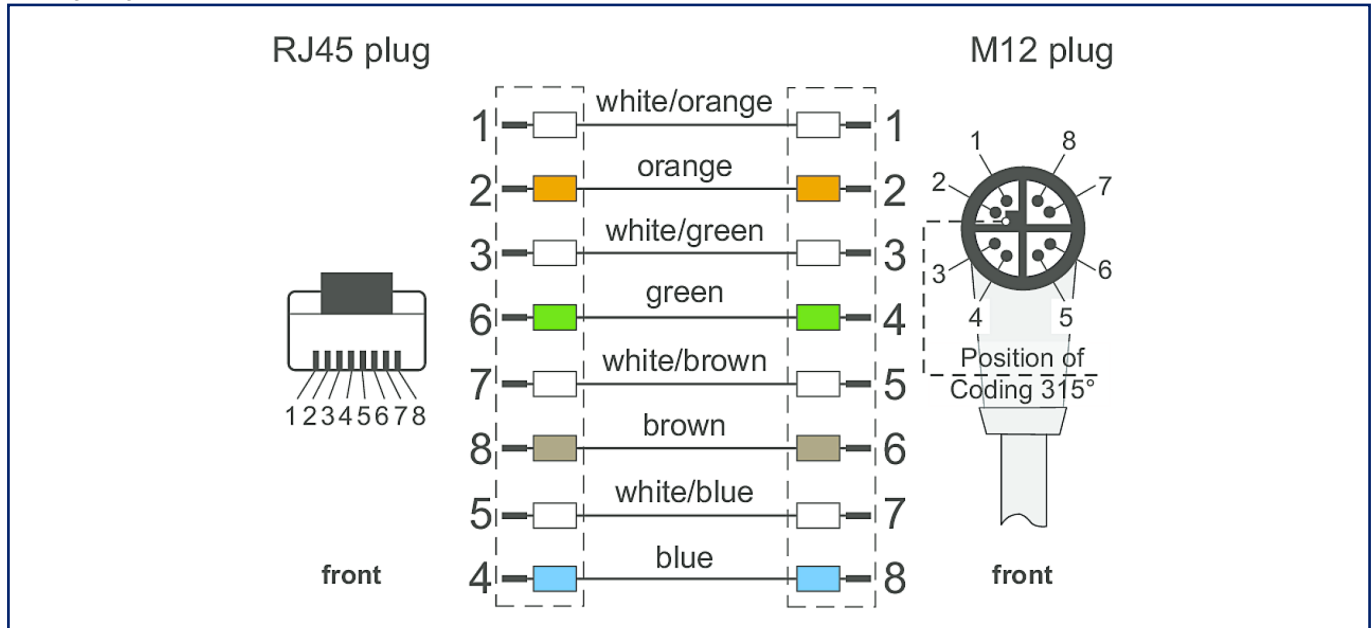 RJ45 plug
M12 plug
1 white/orange 1
2 orange 2
3 white/green 3
6 green 4
7 white/brown 5
8 brown 6
5 white/blue 7
4 blue 8
1 2 3 4 5 6 7 8
front
1 8
2 7
3 6
4 5
Position of
Coding 315°
front